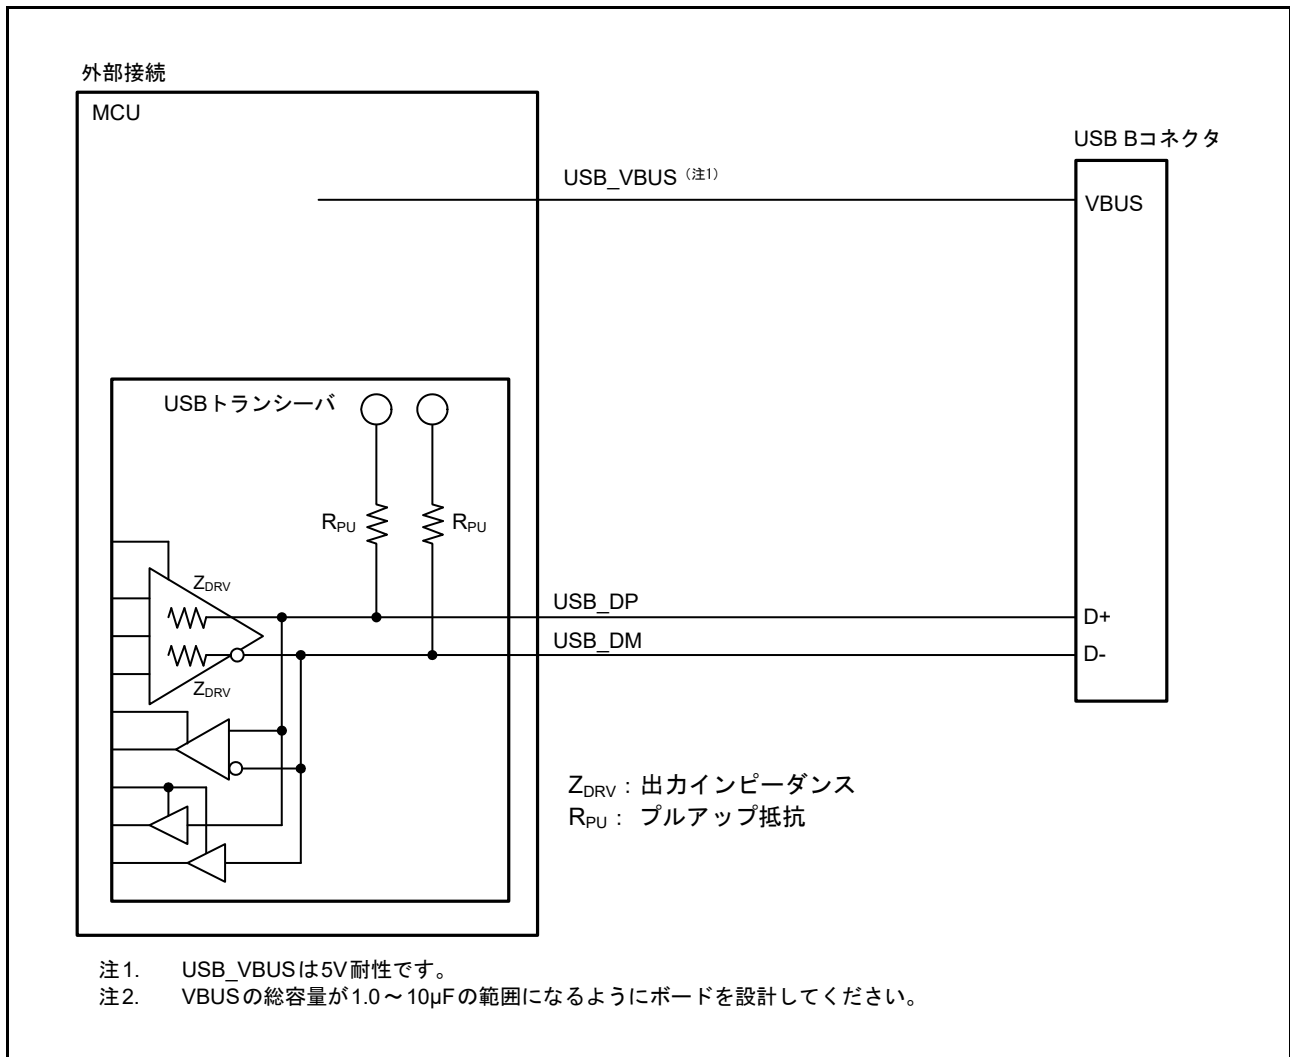 外部接続
MCU
USB Bコネクタ
USB_VBUS（注1）
VBUS
USBトランシーバ
RPU
RPU
ZDRV
USB_DP
D+
USB_DM
D-
ZDRV
ZDRV：出力インピーダンス
RPU：プルアップ抵抗
注1. USB_VBUSは5V耐性です。
注2. VBUSの総容量が1.0～10µFの範囲になるようにボードを設計してください。